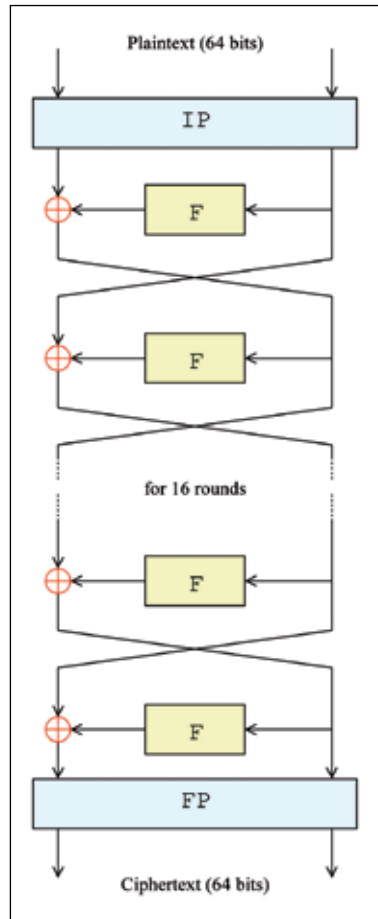 Plaintext (64 bits)
IP
F
F
for 16 rounds
F
F
FP
Ciphertext (64 bits)